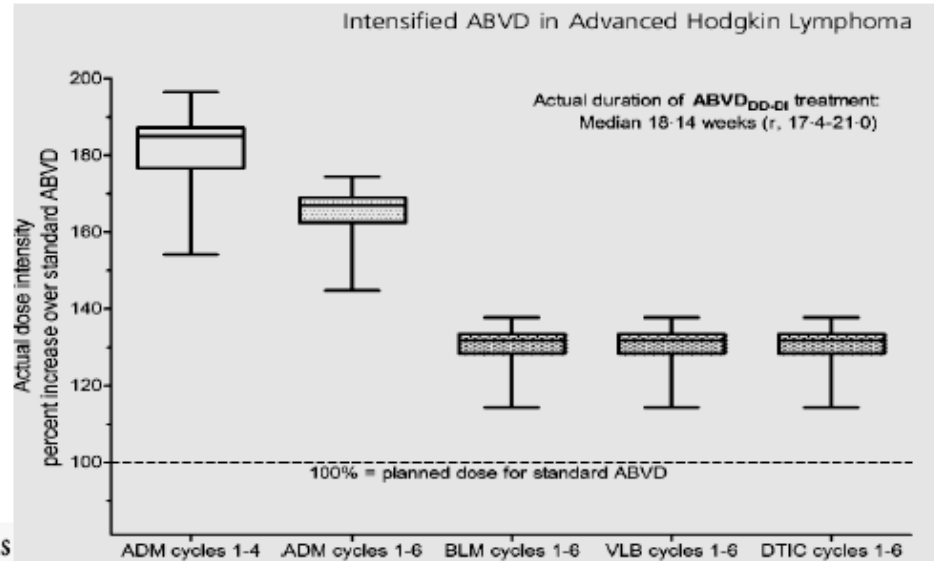 Intensified ABVD in Advanced Hodgkin Lymphoma
Actual duration of ABVD_DD-DI treatment:
Median 18·14 weeks (r, 17·4-21·0)
Actual dose intensity
percent increase over standard ABVD
200
180
160
140
120
100
100% = planned dose for standard ABVD
s
ADM cycles 1-4 ADM cycles 1-6 BLM cycles 1-6 VLB cycles 1-6 DTIC cycles 1-6